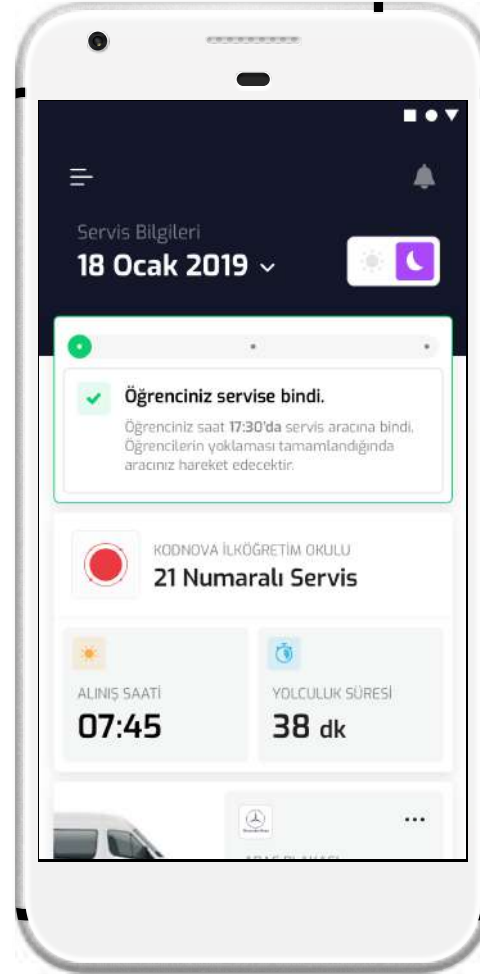 Servis Bilgileri
18 Ocak 2019
Öğrenciniz servise bindi.
Öğrenciniz saat 17:30'da servis aracına bindi.
Öğrencilerin yoklaması tamamlandığında
aracınız hareket edecektir.
KODNOVA İLKÖĞRETİM OKULU
21 Numaralı Servis
ALINIŞ SAATİ
07:45
YOLCULUK SÜRESİ
38 dk